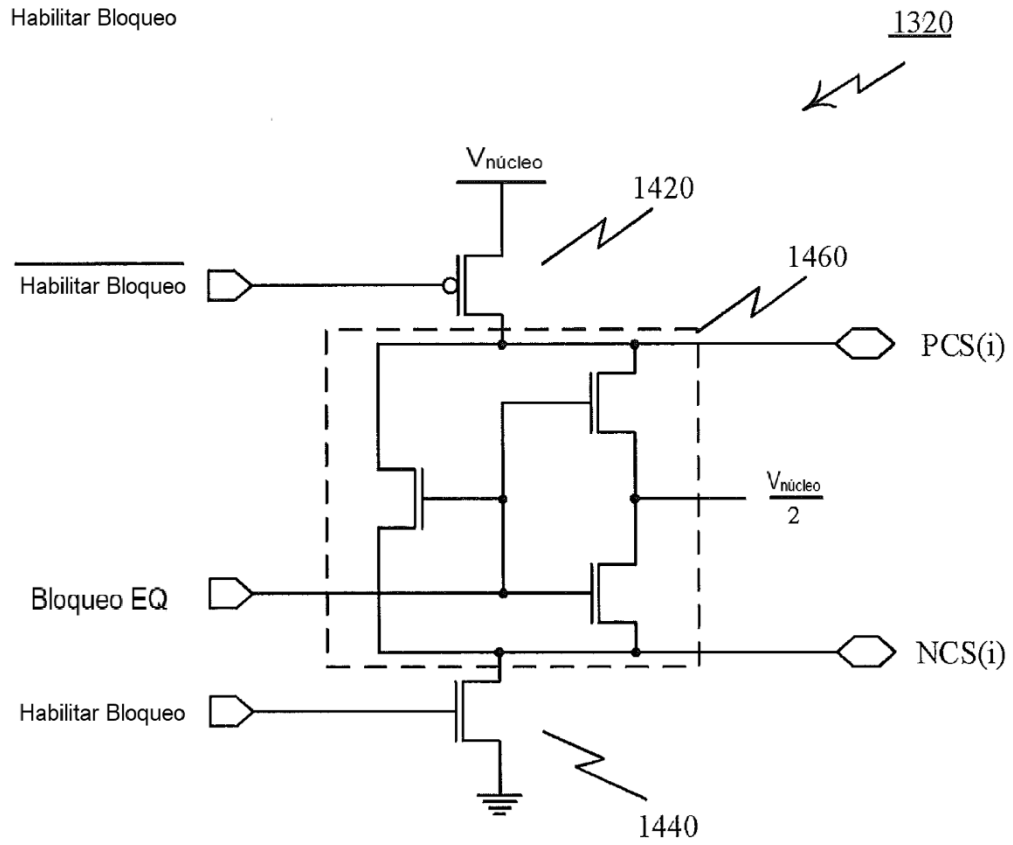 Habilitar Bloqueo
1320
Vnúcleo
1420
1460
Habilitar Bloqueo
PCS(i)
Vnúcleo
2
Bloqueo EQ
NCS(i)
Habilitar Bloqueo
1440